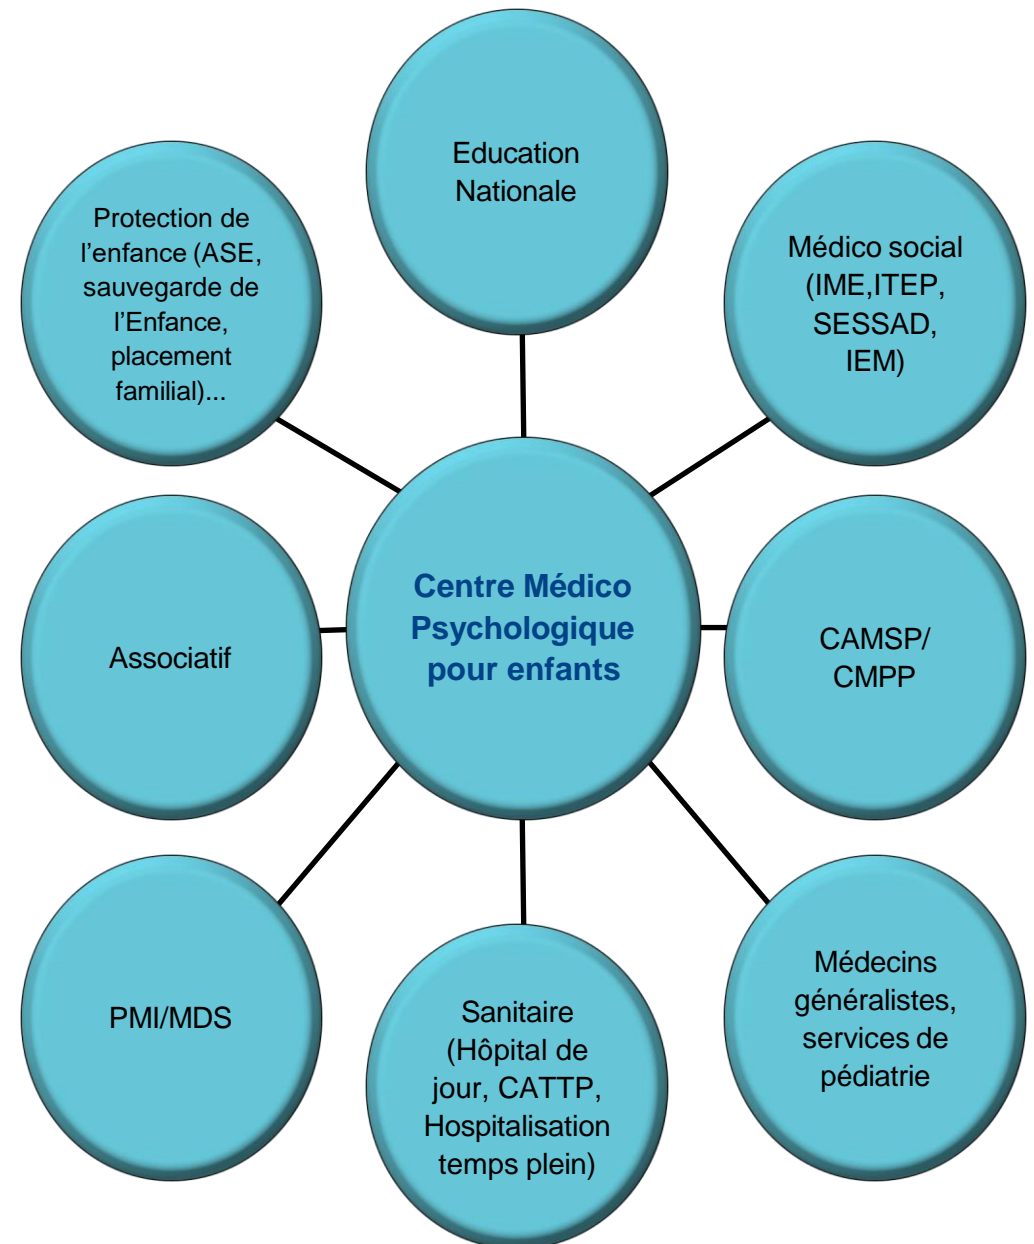 Education
Nationale
Protection de
l'enfance (ASE,
sauvegarde de
l'Enfance,
placement
familial)...
Médico social
(IME,ITEP,
SESSAD,
IEM)
Centre Médico
Psychologique
pour enfants
Associatif
CAMSP/
CMPP
PMI/MDS
Sanitaire
(Hôpital de
jour, CATTP,
Hospitalisation
temps plein)
Médecins
généralistes,
services de
pédiatrie